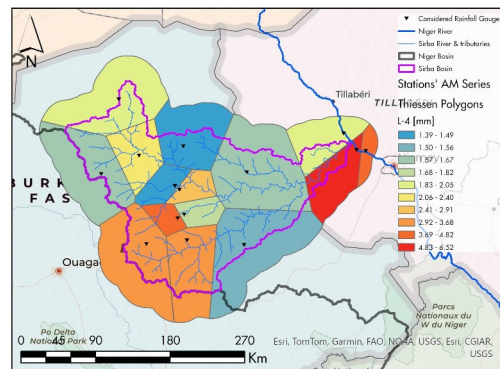 Considered Rainfall Gauge
Niger River
Sirba River & tributaries
Niger Basin
Sirba Basin
Stations' AM Series
Thiessen Polygons
L-4 [mm]
1.39 - 1.49
1.50 - 1.56
1.57 - 1.67
1.68 - 1.82
1.83 - 2.05
2.06 - 2.40
2.41 - 2.91
2.92 - 3.68
3.69 - 4.82
4.83 - 6.52
N
Tillabéri
BURK
FAS
Ouaga
Po Delta
National Park
Parcs
Nationaux du
W du Niger
0 45 90 180 270
Km
Esri, TomTom, Garmin, FAO, NOAA, USGS, Esri, CGIAR,
USGS